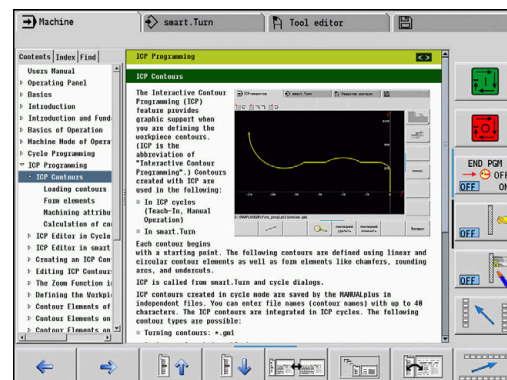 Machine
smart.Turn
Tool editor
Contents Index Find
Users Manual
Operating Panel
Basics
Introduction
Introduction and Fund
Basics of Operation
Machine Mode of Opera
Cycle Programming
ICP Programming
ICP Contours
Loading contours
Form elements
Machining attribu
Calculation of co
ICP Editor in Cycle
ICP Editor in smart
Creating an ICP Con
Editing ICP Contour
The Zoom Function i
Defining the Workpi
Contour Elements of
Contour Elements on
Contour Elements on
ICP Programming
ICP Contours
The Interactive Contour
Programming (ICP)
feature provides
graphic support when
you are defining the
workpiece contours.
(ICP is the
abbreviation of
"Interactive Contour
Programming".) Contours
created with ICP are
used in the following:
In ICP cycles
(Teach-In, Manual
Operation)
In smart.Turn
Each contour begins
with a starting point. The following contours are defined using linear and
circular contour elements as well as form elements like chamfers, rounding
arcs, and undercuts.
ICP is called from smart.Turn and cycle dialogs.
ICP contours created in cycle mode are saved by the MANUALplus in
independent files. You can enter file names (contour names) with up to 40
characters. The ICP contours are integrated in ICP cycles. The following
contour types are possible:
Turning contours: *.gmi
END PGM
OFF
OFF ON
OFF
OFF